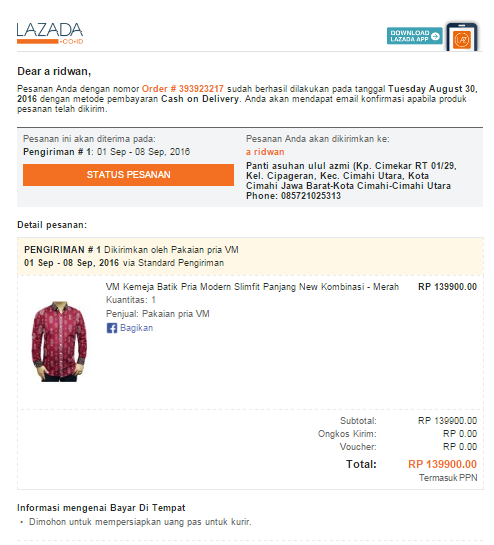 LAZADA
.CO.ID
DOWNLOAD
LAZADA APP
Dear a ridwan,
Pesanan Anda dengan nomor Order # 393923217 sudah berhasil dilakukan pada tanggal Tuesday August 30,
2016 dengan metode pembayaran Cash on Delivery. Anda akan mendapat email konfirmasi apabila produk
pesanan telah dikirim.
Pesanan ini akan diterima pada:
Pengiriman # 1: 01 Sep - 08 Sep, 2016
STATUS PESANAN
Pesanan Anda akan dikirimkan ke:
a ridwan
Panti asuhan ulul azmi (Kp. Cimekar RT 01/29,
Kel. Cipageran, Kec. Cimahi Utara, Kota
Cimahi Jawa Barat-Kota Cimahi-Cimahi Utara
Phone: 085721025313
Detail pesanan:
PENGIRIMAN # 1 Dikirimkan oleh Pakaian pria VM
01 Sep - 08 Sep, 2016 via Standard Pengiriman
VM Kemeja Batik Pria Modern Slimfit Panjang New Kombinasi - Merah RP 139900.00
Kuantitas: 1
Penjual: Pakaian pria VM
Bagikan
Subtotal: RP 139900.00
Ongkos Kirim: RP 0.00
Voucher: RP 0.00
Total: RP 139900.00
Termasuk PPN
Informasi mengenai Bayar Di Tempat
• Dimohon untuk mempersiapkan uang pas untuk kurir.